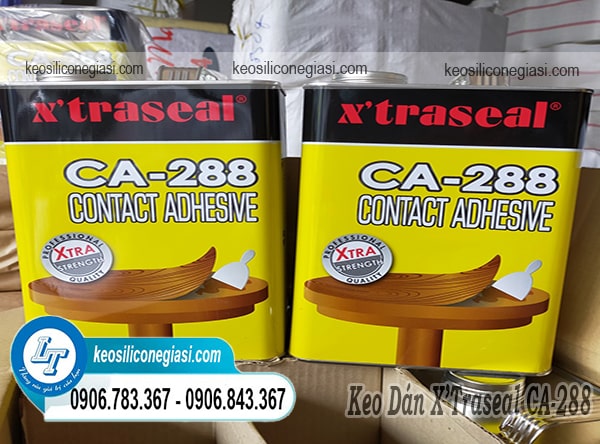 keosiliconegiasi.com keosiliconegiasi.com keosiliconegiasi.com
x'traseal® x'traseal®
CA-288 CA-288
CONTACT ADHESIVE CONTACT ADHESIVE
PROFESSIONAL PROFESSIONAL
XTRA XTRA
STRENGTH STRENGTH
QUALITY QUALITY
LT
keosiliconegiasi.com
0906.783.367 - 0906.843.367
Keo Dán X'Traseal CA-288